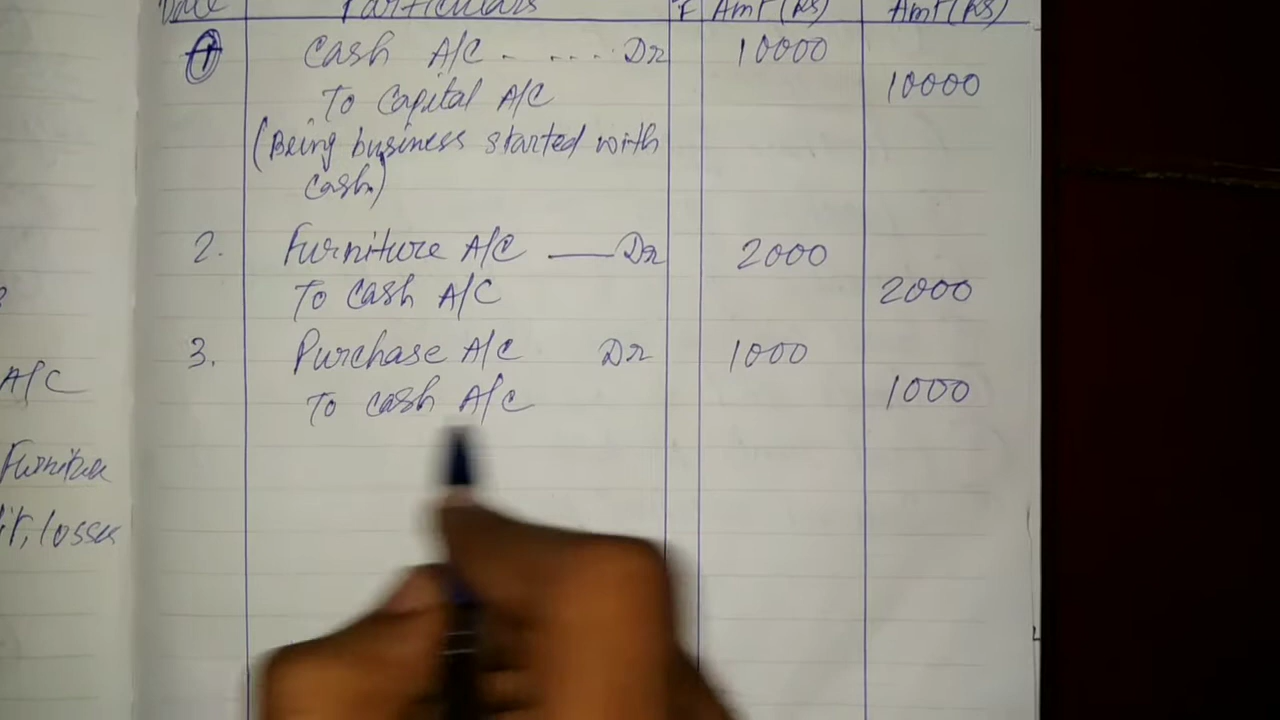 Date Particulars F Amt (Rs) Amt (Rs)
1 Cash A/C - .... Dr 10000
To Capital A/C 10000
(Being business started with
cash.)
2. Furniture A/C —— Dr 2000
To Cash A/C 2000
3. Purchase A/C Dr 1000
To cash A/C 1000
A/C
Furniture
losses